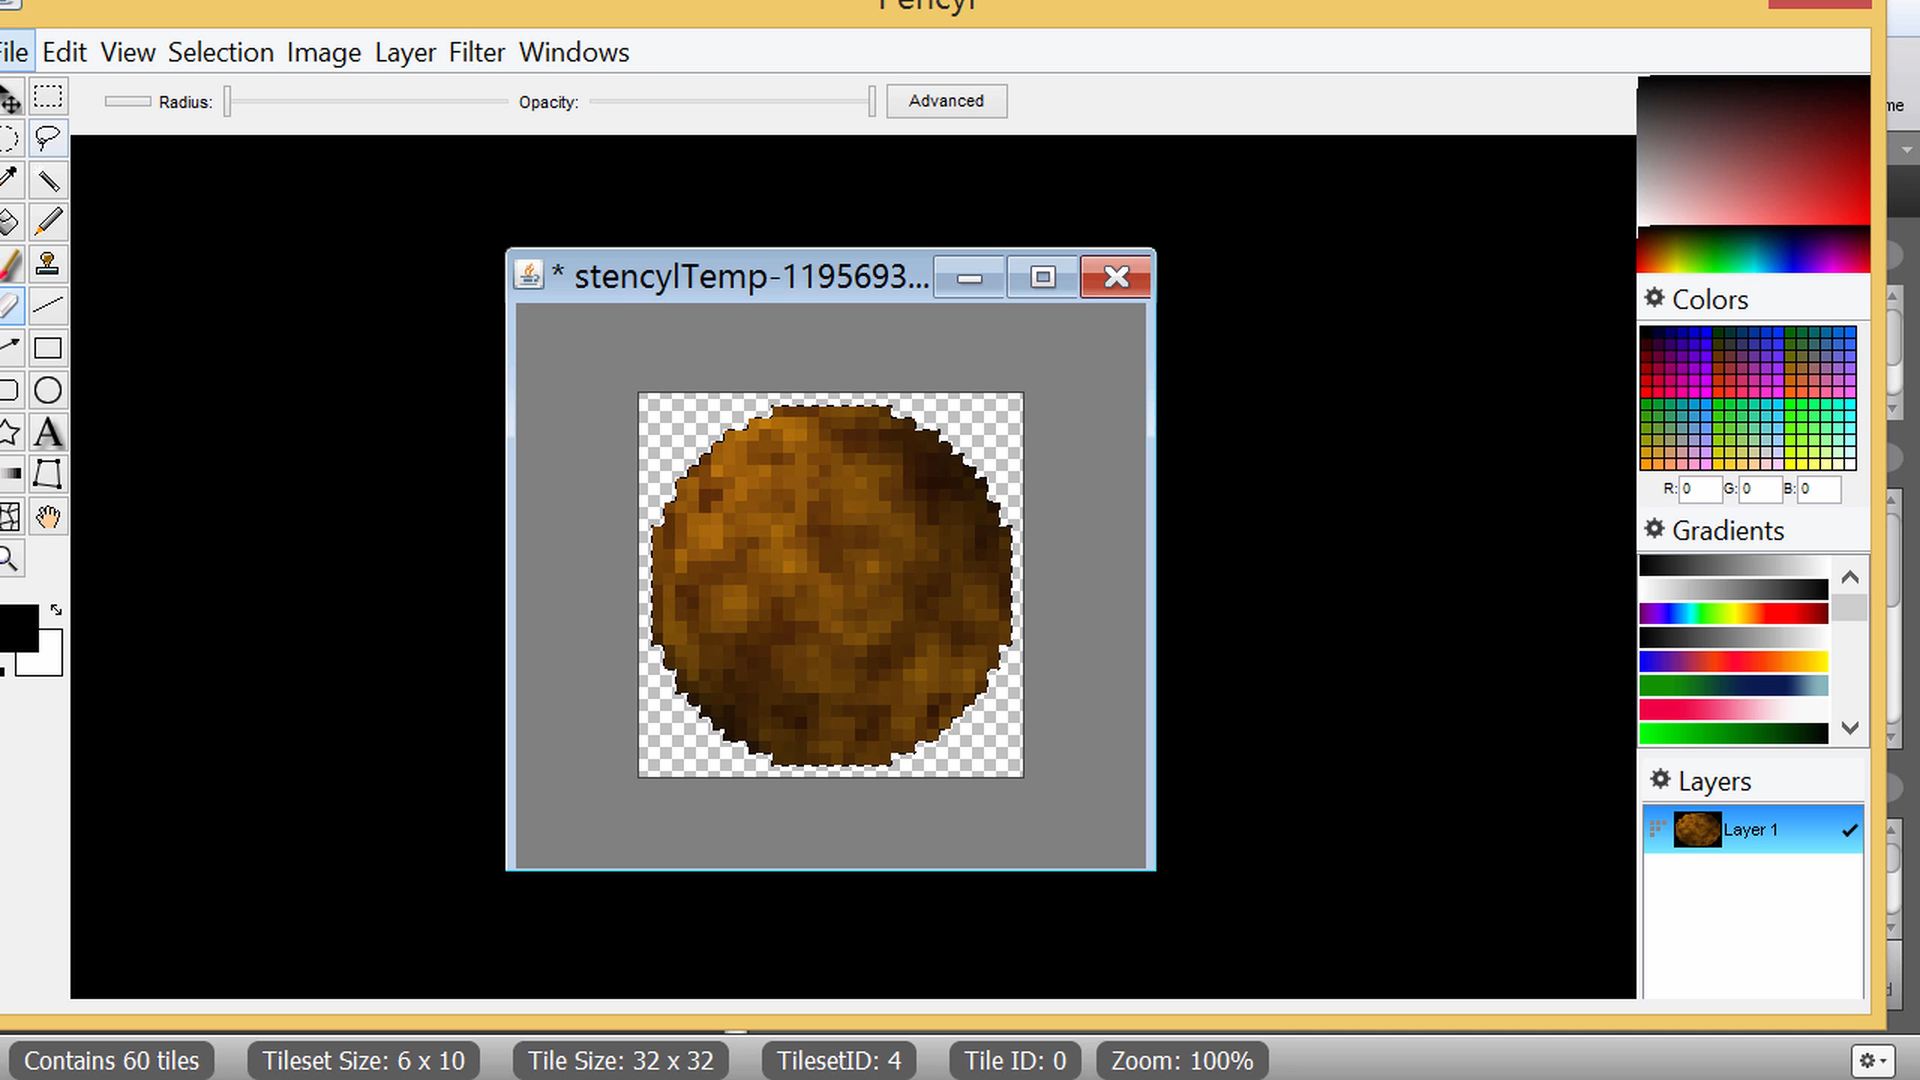 Pencyl
File Edit View Selection Image Layer Filter Windows
Radius: Opacity: Advanced
me
* stencylTemp-1195693...
Colors
R: 0 G: 0 B: 0
Gradients
A
Layers
Layer 1
Contains 60 tiles Tileset Size: 6 x 10 Tile Size: 32 x 32 TilesetID: 4 Tile ID: 0 Zoom: 100%